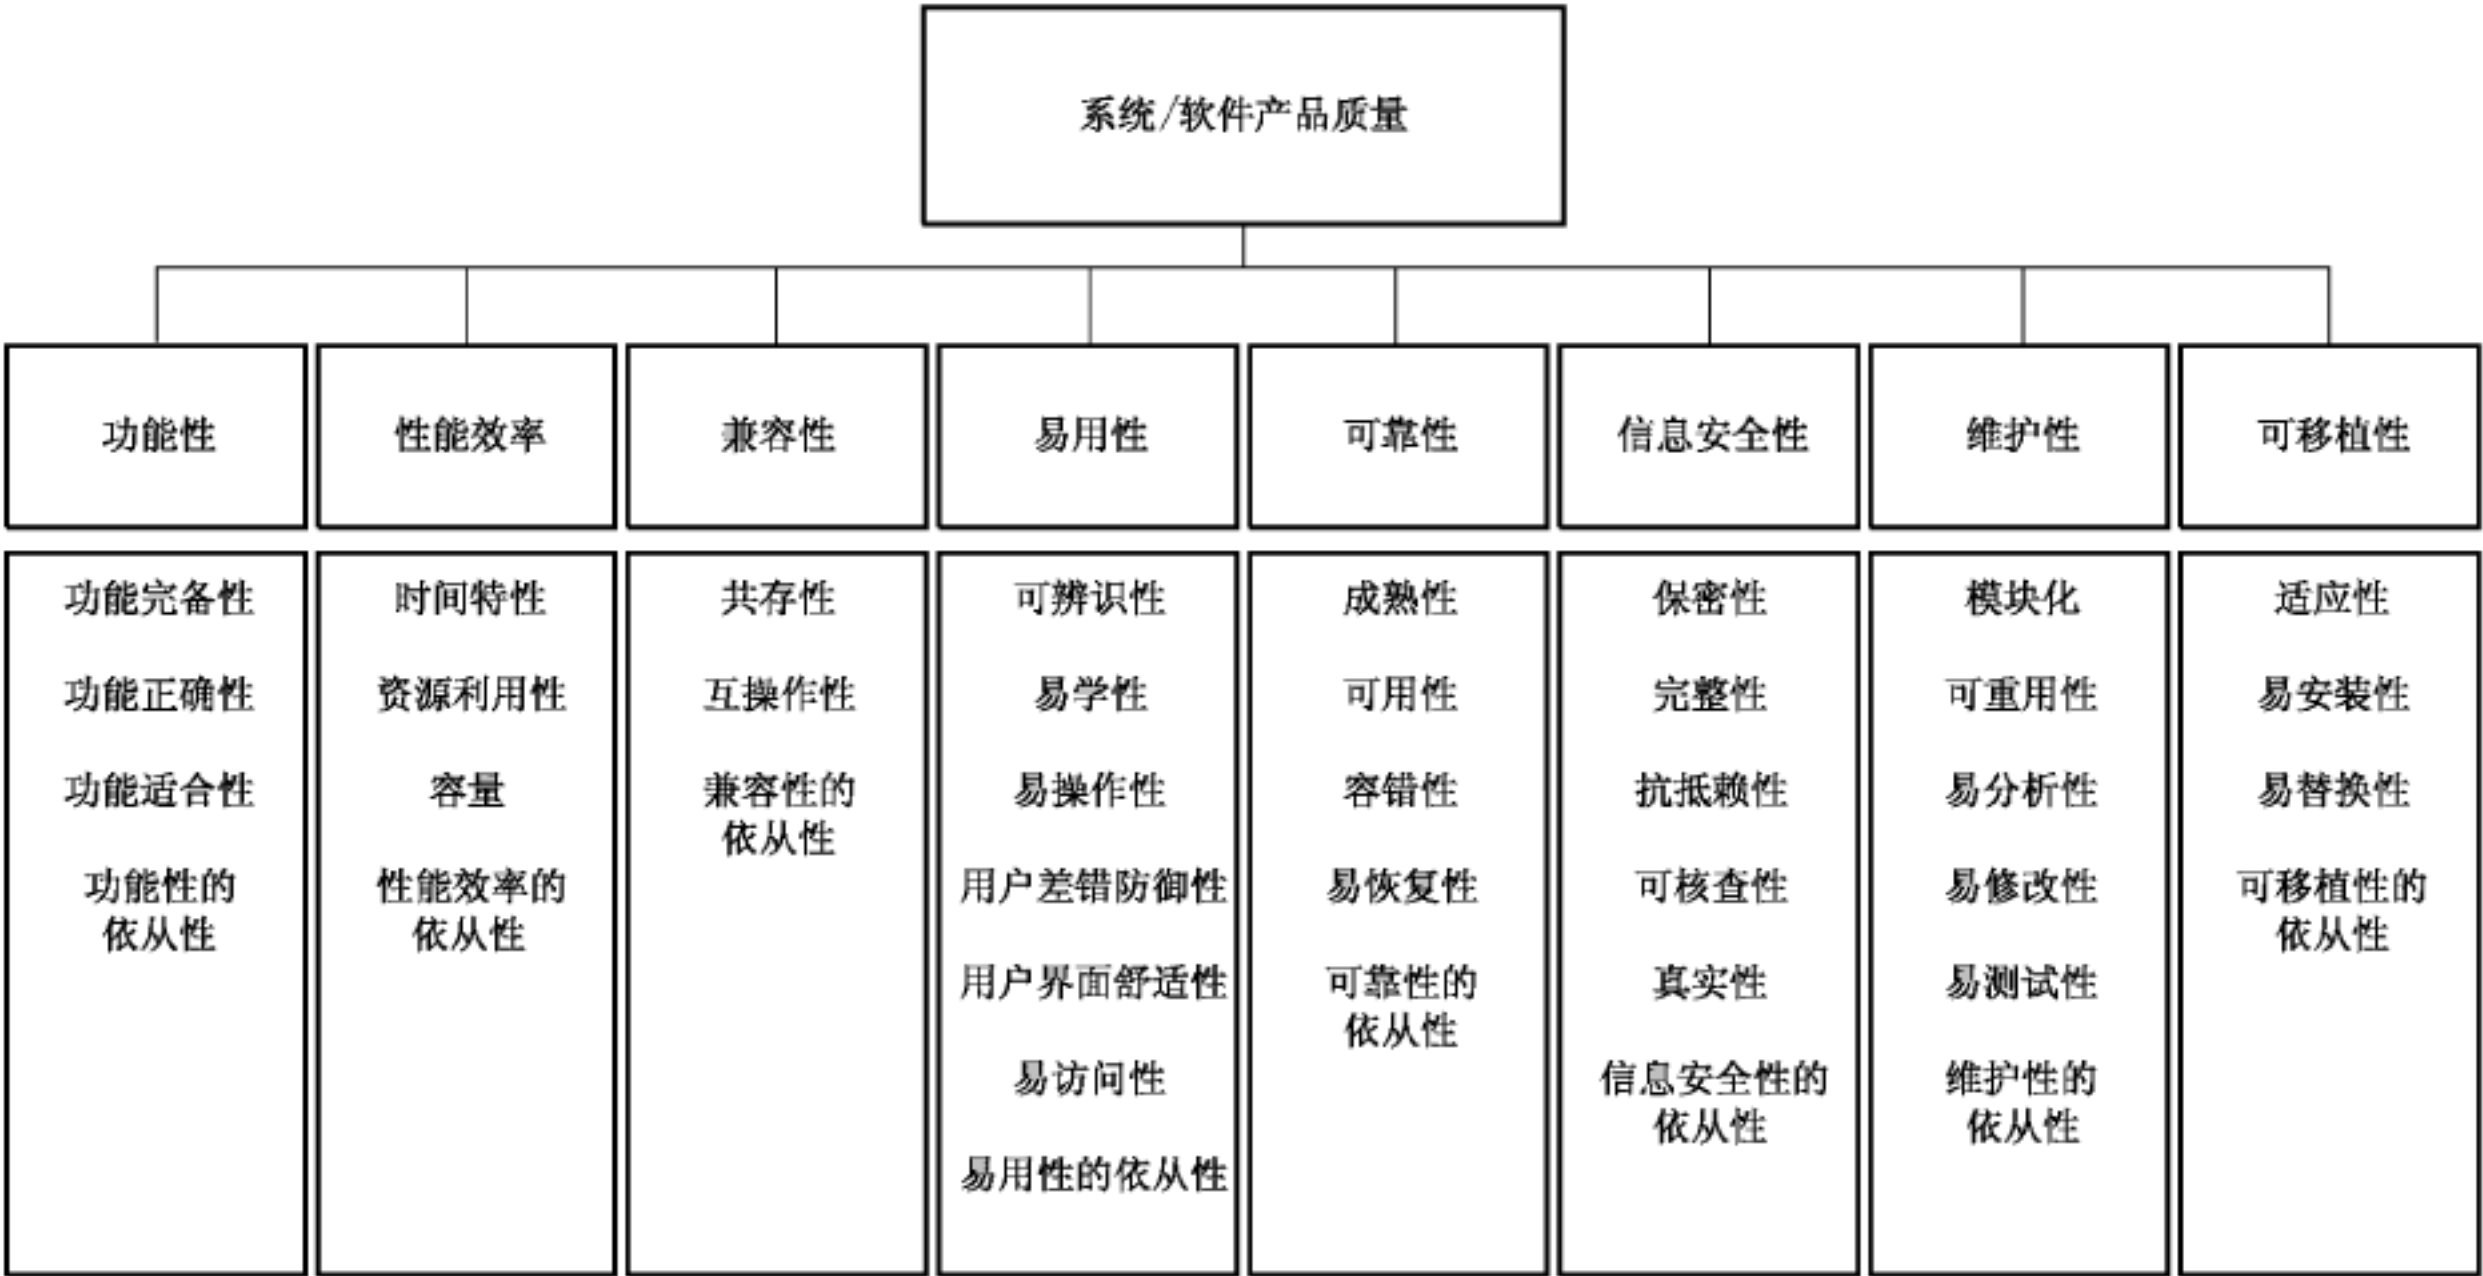 系统/软件产品质量
功能性
性能效率
兼容性
易用性
可靠性
信息安全性
维护性
可移植性
功能完备性
功能正确性
功能适合性
功能性的
依从性
时间特性
资源利用性
容量
性能效率的
依从性
共存性
互操作性
兼容性的
依从性
可辨识性
易学性
易操作性
用户差错防御性
用户界面舒适性
易访问性
易用性的依从性
成熟性
可用性
容错性
易恢复性
可靠性的
依从性
保密性
完整性
抗抵赖性
可核查性
真实性
信息安全性的
依从性
模块化
可重用性
易分析性
易修改性
易测试性
维护性的
依从性
适应性
易安装性
易替换性
可移植性的
依从性